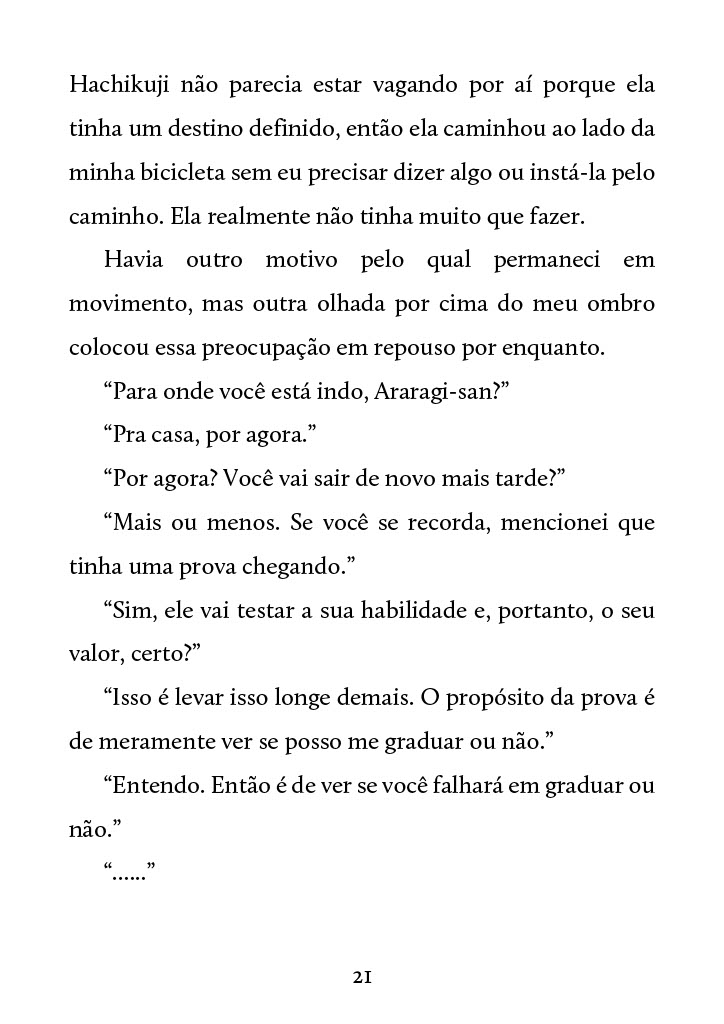 Hachikuji não parecia estar vagando por aí porque ela
tinha um destino definido, então ela caminhou ao lado da
minha bicicleta sem eu precisar dizer algo ou instá-la pelo
caminho. Ela realmente não tinha muito que fazer.
Havia outro motivo pelo qual permaneci em
movimento, mas outra olhada por cima do meu ombro
colocou essa preocupação em repouso por enquanto.
“Para onde você está indo, Araragi-san?”
“Pra casa, por agora.”
“Por agora? Você vai sair de novo mais tarde?”
“Mais ou menos. Se você se recorda, mencionei que
tinha uma prova chegando.”
“Sim, ele vai testar a sua habilidade e, portanto, o seu
valor, certo?”
“Isso é levar isso longe demais. O propósito da prova é
de meramente ver se posso me graduar ou não.”
“Entendo. Então é de ver se você falhará em graduar ou
não.”
“......”
21